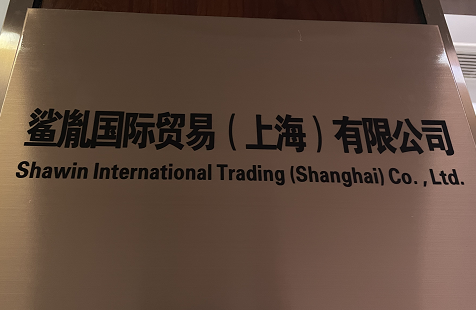 鲨胤国际贸易（上海）有限公司
Shawin International Trading (Shanghai) Co. , Ltd.